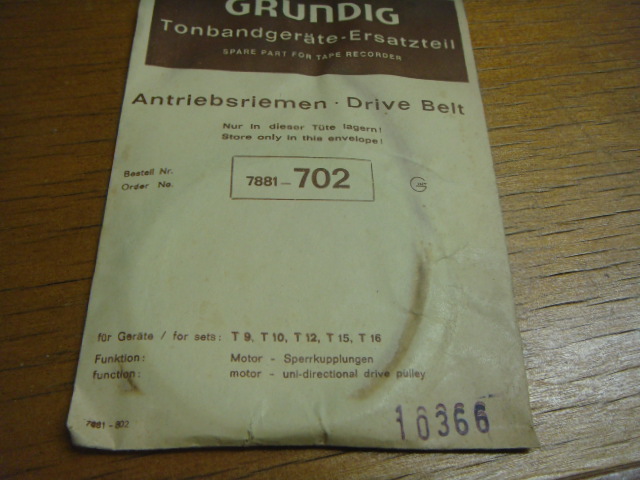 GRUNDIG
Tonbandgeräte-Ersatzteil
SPARE PART FOR TAPE RECORDER
Antriebsriemen · Drive Belt
Nur in dieser Tüte lagern!
Store only in this envelope!
Bestell Nr.
Order No.
7881-702
für Geräte / for sets: T 9, T 10, T 12, T 15, T 16
Funktion: Motor - Sperrkupplungen
function: motor - uni-directional drive pulley
7881-802
10366